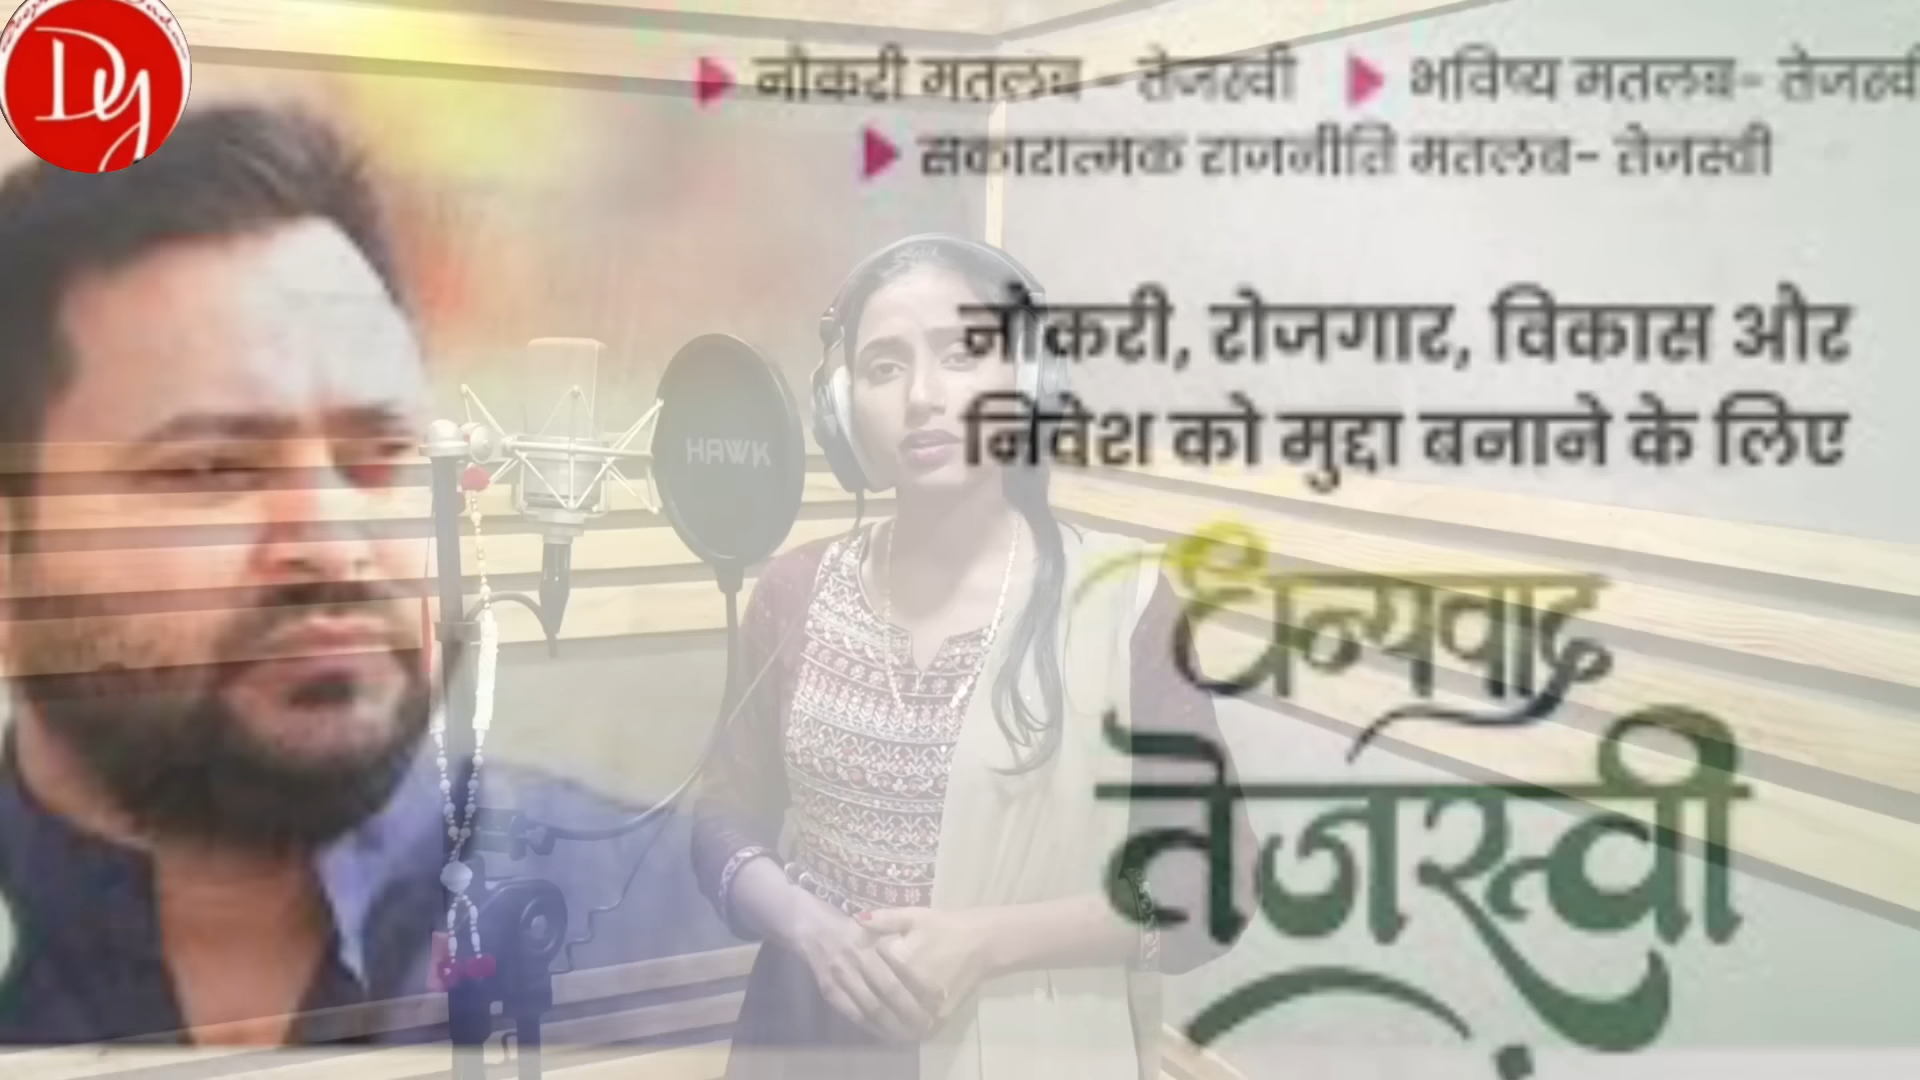 Dy
▶ नौकरी मतलब - तेजस्वी ▶ भविष्य मतलब- तेजस्वी
▶ सकारात्मक राजनीति मतलब- तेजस्वी
नौकरी, रोजगार, विकास और
निवेश को मुद्दा बनाने के लिए
HAWK
धन्यवाद
तेजस्वी